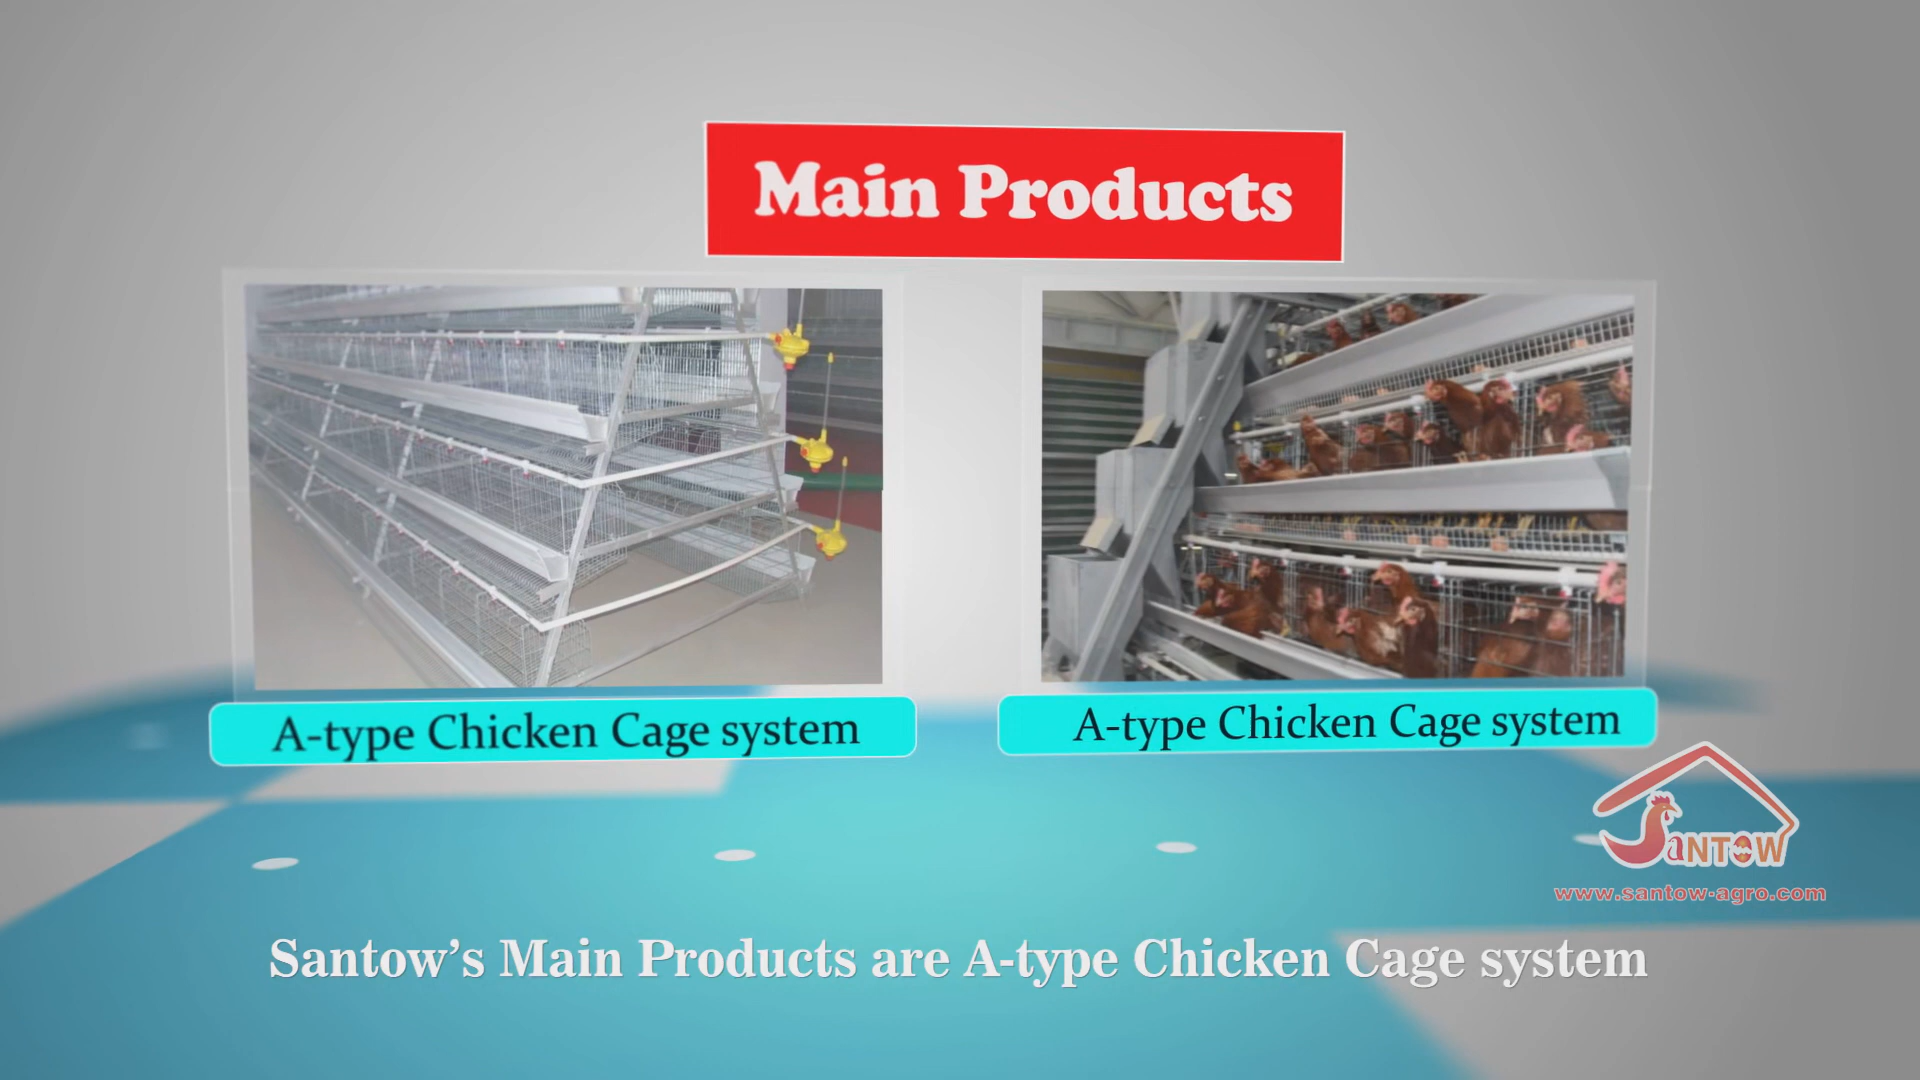 Main Products
A-type Chicken Cage system
A-type Chicken Cage system
SanTOW
www.santow-agro.com
Santow's Main Products are A-type Chicken Cage system